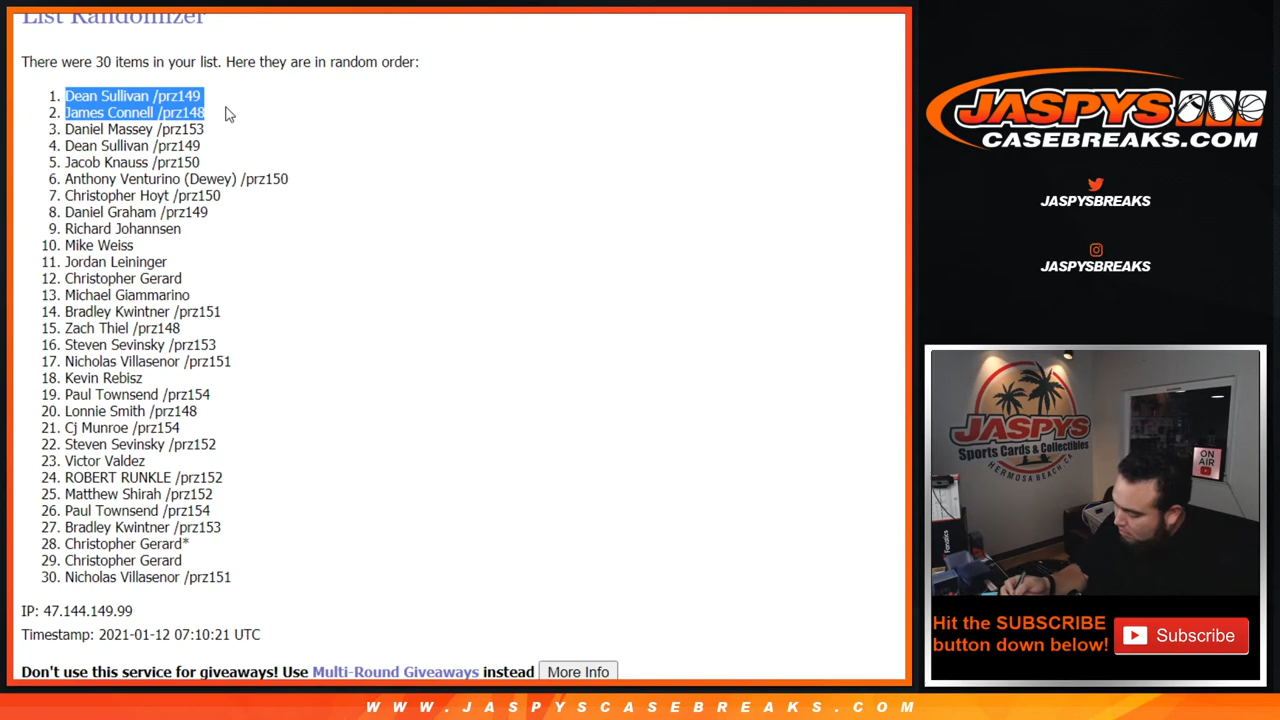 List Randomizer
There were 30 items in your list. Here they are in random order:
1. Dean Sullivan /prz149
2. James Connell /prz148
3. Daniel Massey /prz153
4. Dean Sullivan /prz149
5. Jacob Knauss /prz150
6. Anthony Venturino (Dewey) /prz150
7. Christopher Hoyt /prz150
8. Daniel Graham /prz149
9. Richard Johannsen
10. Mike Weiss
11. Jordan Leininger
12. Christopher Gerard
13. Michael Giammarino
14. Bradley Kwintner /prz151
15. Zach Thiel /prz148
16. Steven Sevinsky /prz153
17. Nicholas Villasenor /prz151
18. Kevin Rebisz
19. Paul Townsend /prz154
20. Lonnie Smith /prz148
21. Cj Munroe /prz154
22. Steven Sevinsky /prz152
23. Victor Valdez
24. ROBERT RUNKLE /prz152
25. Matthew Shirah /prz152
26. Paul Townsend /prz154
27. Bradley Kwintner /prz153
28. Christopher Gerard*
29. Christopher Gerard
30. Nicholas Villasenor /prz151
IP: 47.144.149.99
Timestamp: 2021-01-12 07:10:21 UTC
Don't use this service for giveaways! Use Multi-Round Giveaways instead More Info
JASPYS
CASEBREAKS.COM
JASPYSBREAKS
JASPYSBREAKS
JASPYS
Sports Cards & Collectibles
HERMOSA BEACH, CA
ON
AIR
Fanatics
Hit the SUBSCRIBE
button down below!
Subscribe
WWW.JASPYSCASEBREAKS.COM